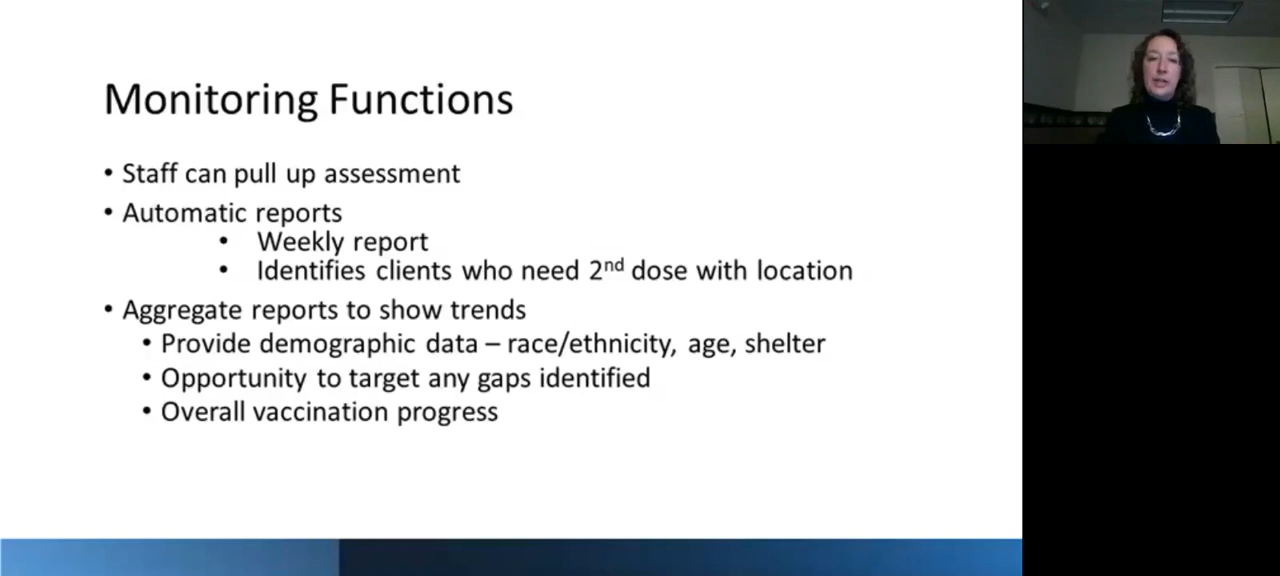 Monitoring Functions
• Staff can pull up assessment
• Automatic reports
• Weekly report
• Identifies clients who need 2nd dose with location
• Aggregate reports to show trends
• Provide demographic data – race/ethnicity, age, shelter
• Opportunity to target any gaps identified
• Overall vaccination progress